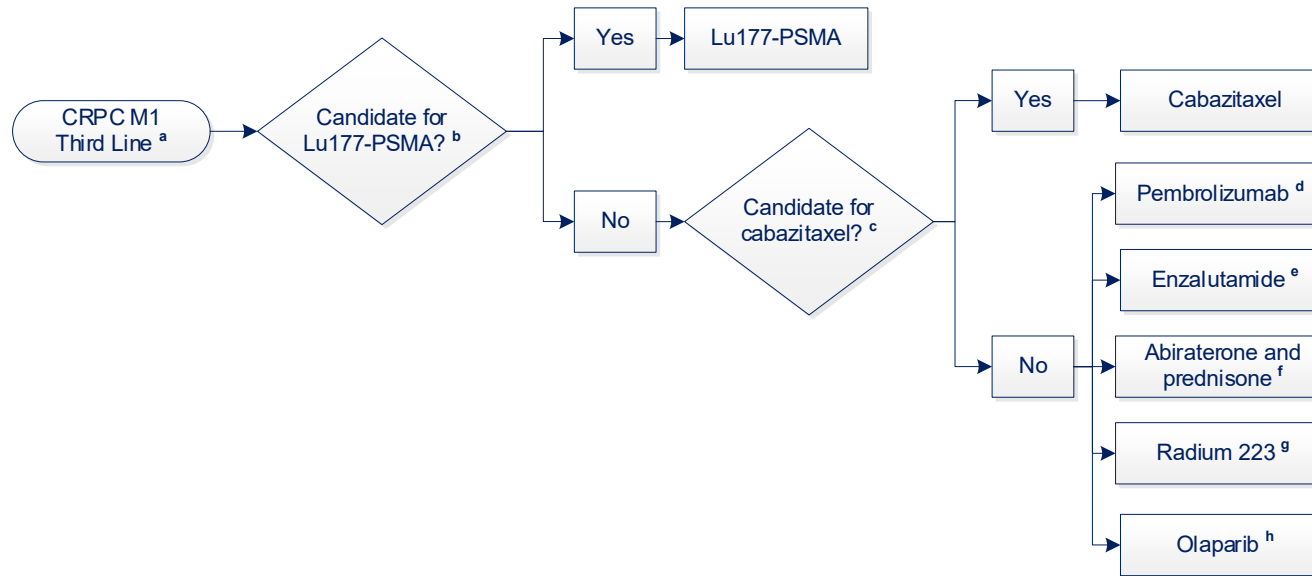 CRPC M1
Third Line a
Candidate for
Lu177-PSMA? b
Yes
Lu177-PSMA
No
Candidate for
cabazitaxel? c
Yes
Cabazitaxel
No
Pembrolizumab d
Enzalutamide e
Abiraterone and
prednisone f
Radium 223 g
Olaparib h